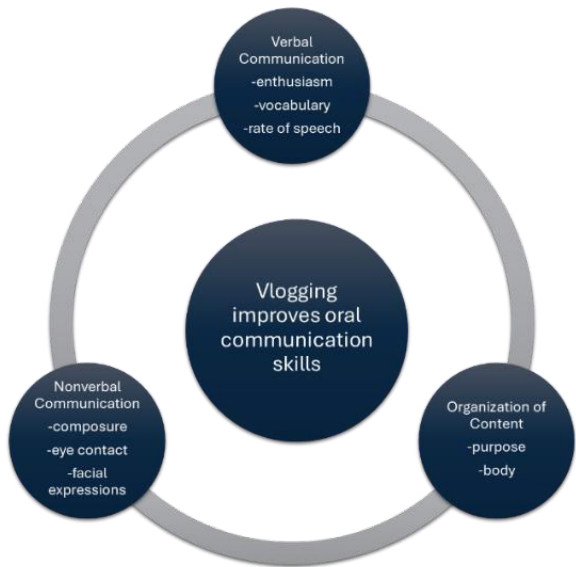 Verbal
Communication
-enthusiasm
-vocabulary
-rate of speech
Vlogging
improves oral
communication
skills
Nonverbal
Communication
-composure
-eye contact
-facial
expressions
Organization of
Content
-purpose
-body